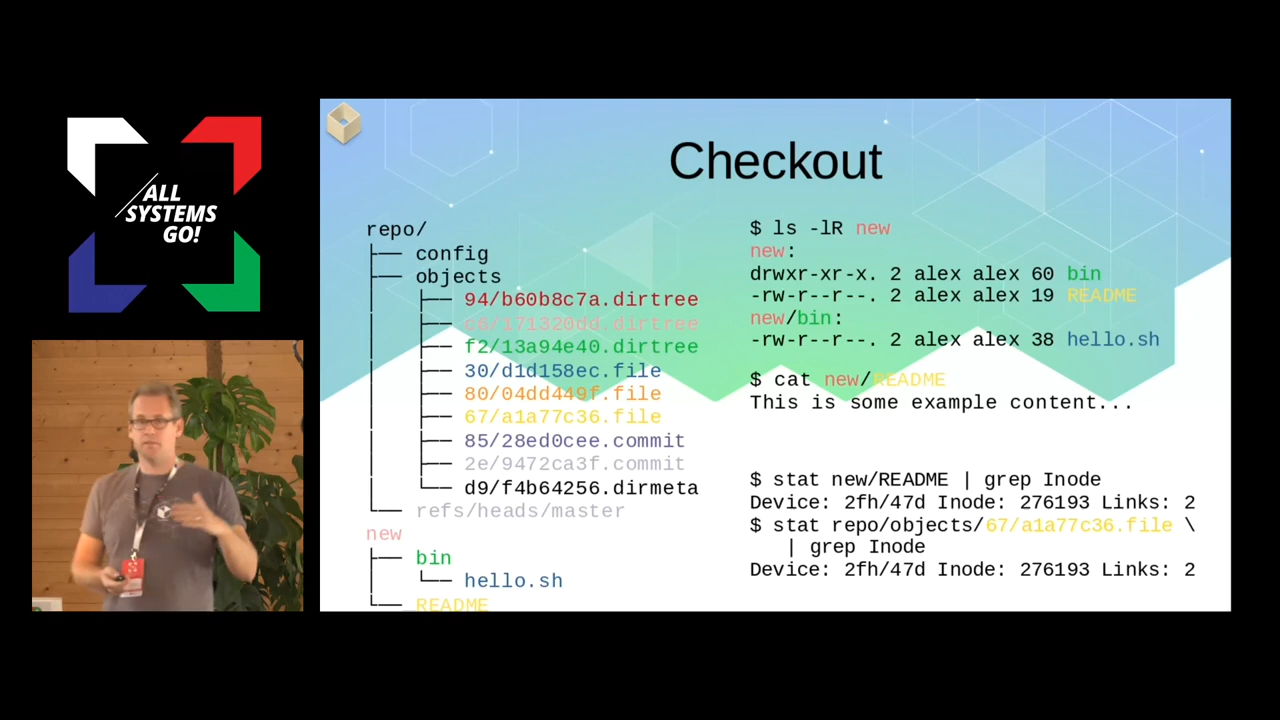 ALL
SYSTEMS
GO!
Checkout
repo/
├── config
├── objects
│   ├── 94/b60b8c7a.dirtree
│   ├── c6/171320dd.dirtree
│   ├── f2/13a94e40.dirtree
│   ├── 30/d1d158ec.file
│   ├── 80/04dd449f.file
│   ├── 67/a1a77c36.file
│   ├── 85/28ed0cee.commit
│   ├── 2e/9472ca3f.commit
│   └── d9/f4b64256.dirmeta
└── refs/heads/master
new
├── bin
│   └── hello.sh
└── README
$ ls -lR new
new:
drwxr-xr-x. 2 alex alex 60 bin
-rw-r--r--. 2 alex alex 19 README
new/bin:
-rw-r--r--. 2 alex alex 38 hello.sh
$ cat new/README
This is some example content...
$ stat new/README | grep Inode
Device: 2fh/47d Inode: 276193 Links: 2
$ stat repo/objects/67/a1a77c36.file \
| grep Inode
Device: 2fh/47d Inode: 276193 Links: 2